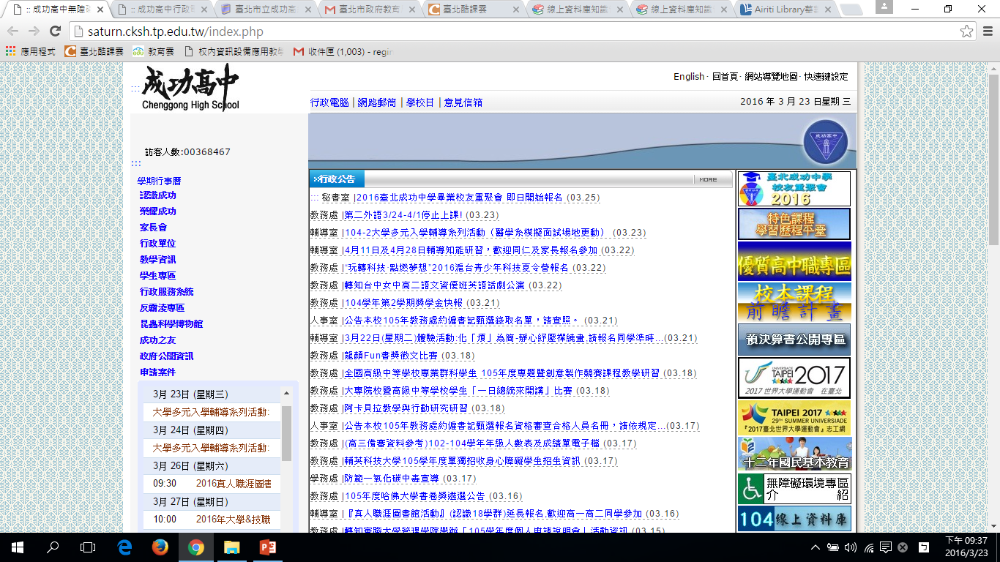 :: 成功高中無障
:: 成功高中行政
臺北市立成功高
臺北市政府教育
臺北酷課雲
線上資料庫知識
線上資料庫知識
Airiti Library華
saturn.cksh.tp.edu.tw/index.php
應用程式 臺北酷課雲 教育雲 校內資訊設備應用教學 收件匣 (1,003) - regin
成功高中
Chenggong High School
English · 回首頁 · 網站導覽地圖 · 快速鍵設定
行政電腦 | 網路郵筒 | 學校日 | 意見信箱
2016 年 3 月 23 日星期 三
成功高中
訪客人數:00368467
:::
學期行事曆
認識成功
榮耀成功
家長會
行政單位
教學資訊
學生專區
行政服務系統
反霸凌專區
昆蟲科學博物館
成功之友
政府公開資訊
申請案件
3月 23日 (星期三)
大學多元入學輔導系列活動:
3月 24日 (星期四)
大學多元入學輔導系列活動:
3月 26日 (星期六)
09:30 2016真人職涯圖書
3月 27日 (星期日)
10:00 2016年大學&技職
行政公告 MORE
::: 秘書室 |2016臺北成功中學畢業校友重聚會 即日開始報名 (03.25)
教務處 |第二外語3/24-4/1停止上課! (03.23)
輔導室 |104-2大學多元入學輔導系列活動（醫學系模擬面試場地更動） (03.23)
輔導室 |4月11日及4月28日輔導知能研習，歡迎同仁及家長報名參加 (03.22)
教務處 |“玩轉科技·點燃夢想”2016滬台青少年科技夏令營報名 (03.22)
教務處 |轉知台中女中高二語文資優班英語話劇公演 (03.22)
教務處 |104學年第2學期獎學金快報 (03.21)
人事室 |公告本校105年教務處約僱書記甄選錄取名單，請查照。 (03.21)
輔導室 |3月22日(星期二)體驗活動:化「煩」為簡-靜心紓壓禪繞畫,請報名同學準時...(03.21)
教務處 |龍顏Fun書獎徵文比賽 (03.18)
教務處 |全國高級中等學校專業群科學生 105年度專題暨創意製作競賽課程教學研習 (03.18)
教務處 |大專院校暨高級中等學校學生「一日總統來開講」比賽 (03.18)
教務處 |阿卡貝拉教學與行動研究研習 (03.18)
人事室 |公告本校105年教務處約僱書記甄選報名資格審查合格人員名冊，請依規定...(03.17)
教務處 |(高三備審資料參考)102-104學年年級人數表及成績單電子檔 (03.17)
教務處 |輔英科技大學105學年度單獨招收身心障礙學生招生資訊 (03.17)
學務處 |防範一氧化碳中毒宣導 (03.17)
教務處 |105年度哈佛大學書卷獎遴選公告 (03.16)
輔導室 |『真人職涯圖書館活動』(認識18學群)延長報名,歡迎高一高二同學參加 (03.16)
教務處 |轉知實踐大學管理學院舉辦「105學年度個人申請說明會」活動資訊 (03.15)
臺北成功中學
校友重聚會
2016
特色課程
學習歷程平臺
優質高中職專區
校本課程
前瞻計畫
預決算書公開專區
UNIVERSIADE
TAIPEI 2017
2017 世界大學運動會 在臺北
TAIPEI 2017
29TH SUMMER UNIVERSIADE
『2017臺北世界大學運動會』志工網
十二年國民基本教育
無障礙環境專區
介 紹
104線上資料庫
下午 09:37
2016/3/23